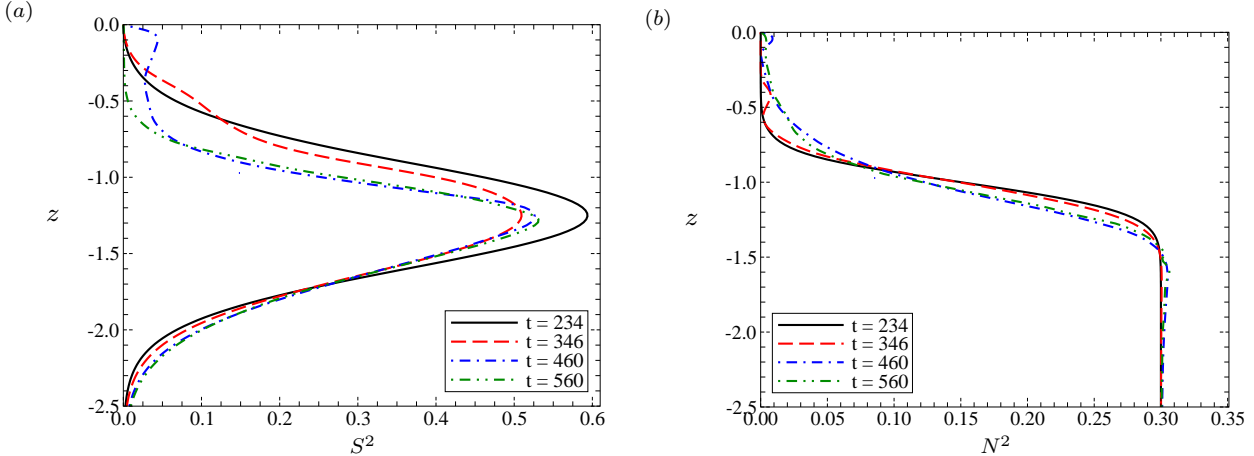 (a)
0.0
-0.5
-1.0
-1.5
-2.0
-2.5
z
0.0 0.1 0.2 0.3 0.4 0.5 0.6
S²
t = 234
t = 346
t = 460
t = 560
(b)
0.0
-0.5
-1.0
-1.5
-2.0
-2.5
z
0.00 0.05 0.10 0.15 0.20 0.25 0.30 0.35
N²
t = 234
t = 346
t = 460
t = 560